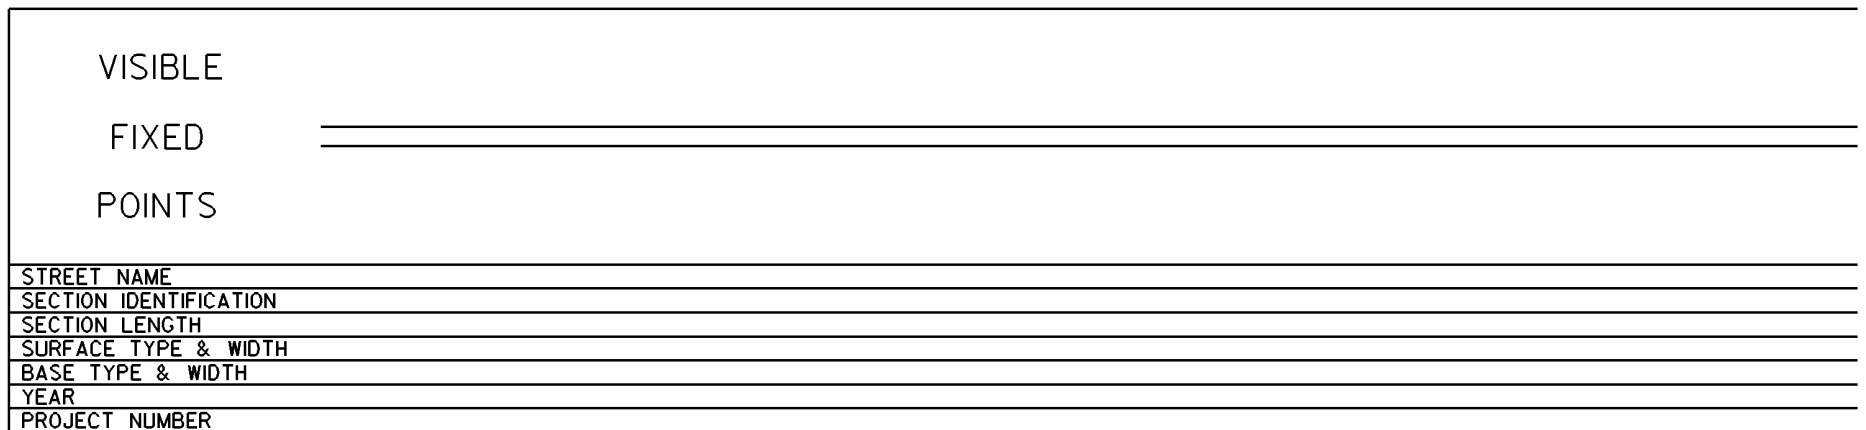 VISIBLE
FIXED
POINTS
STREET NAME
SECTION IDENTIFICATION
SECTION LENGTH
SURFACE TYPE & WIDTH
BASE TYPE & WIDTH
YEAR
PROJECT NUMBER